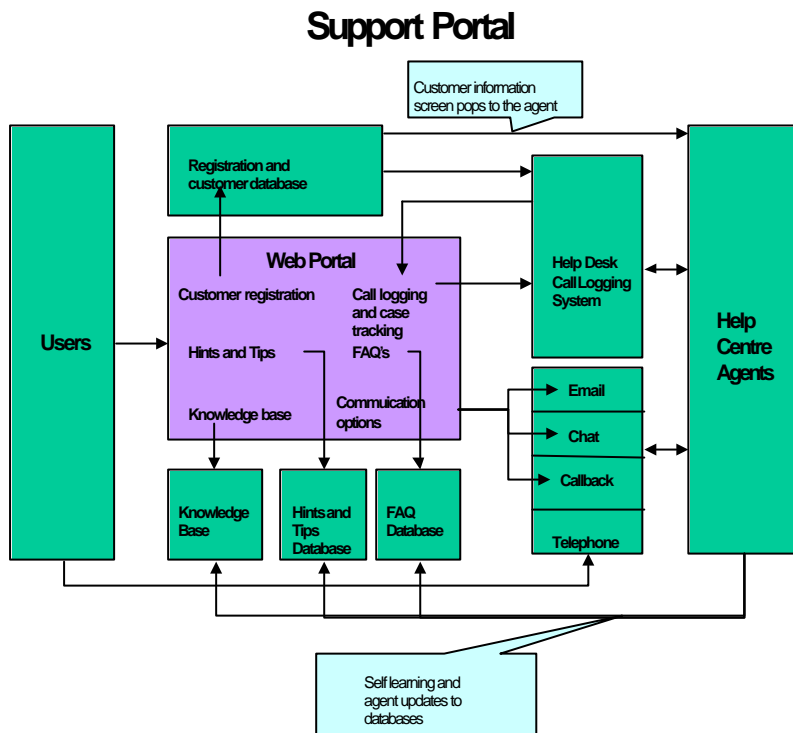 Support Portal
Customer information
screen pops to the agent
Registration and
customer database
Web Portal
Customer registration
Call logging
and case
tracking
Hints and Tips
FAQ's
Knowledge base
Commuication
options
Users
Help Desk
Call Logging
System
Help
Centre
Agents
Email
Chat
Callback
Telephone
Knowledge
Base
Hints and
Tips
Database
FAQ
Database
Self learning and
agent updates to
databases